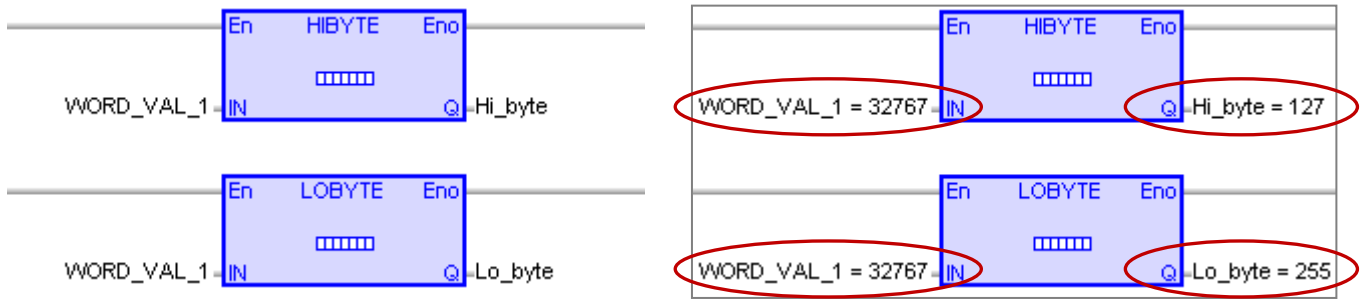 En HIBYTE Eno
WORD_VAL_1 IN Q Hi_byte
En LOBYTE Eno
WORD_VAL_1 IN Q Lo_byte
En HIBYTE Eno
WORD_VAL_1 = 32767 IN Q Hi_byte = 127
En LOBYTE Eno
WORD_VAL_1 = 32767 IN Q Lo_byte = 255